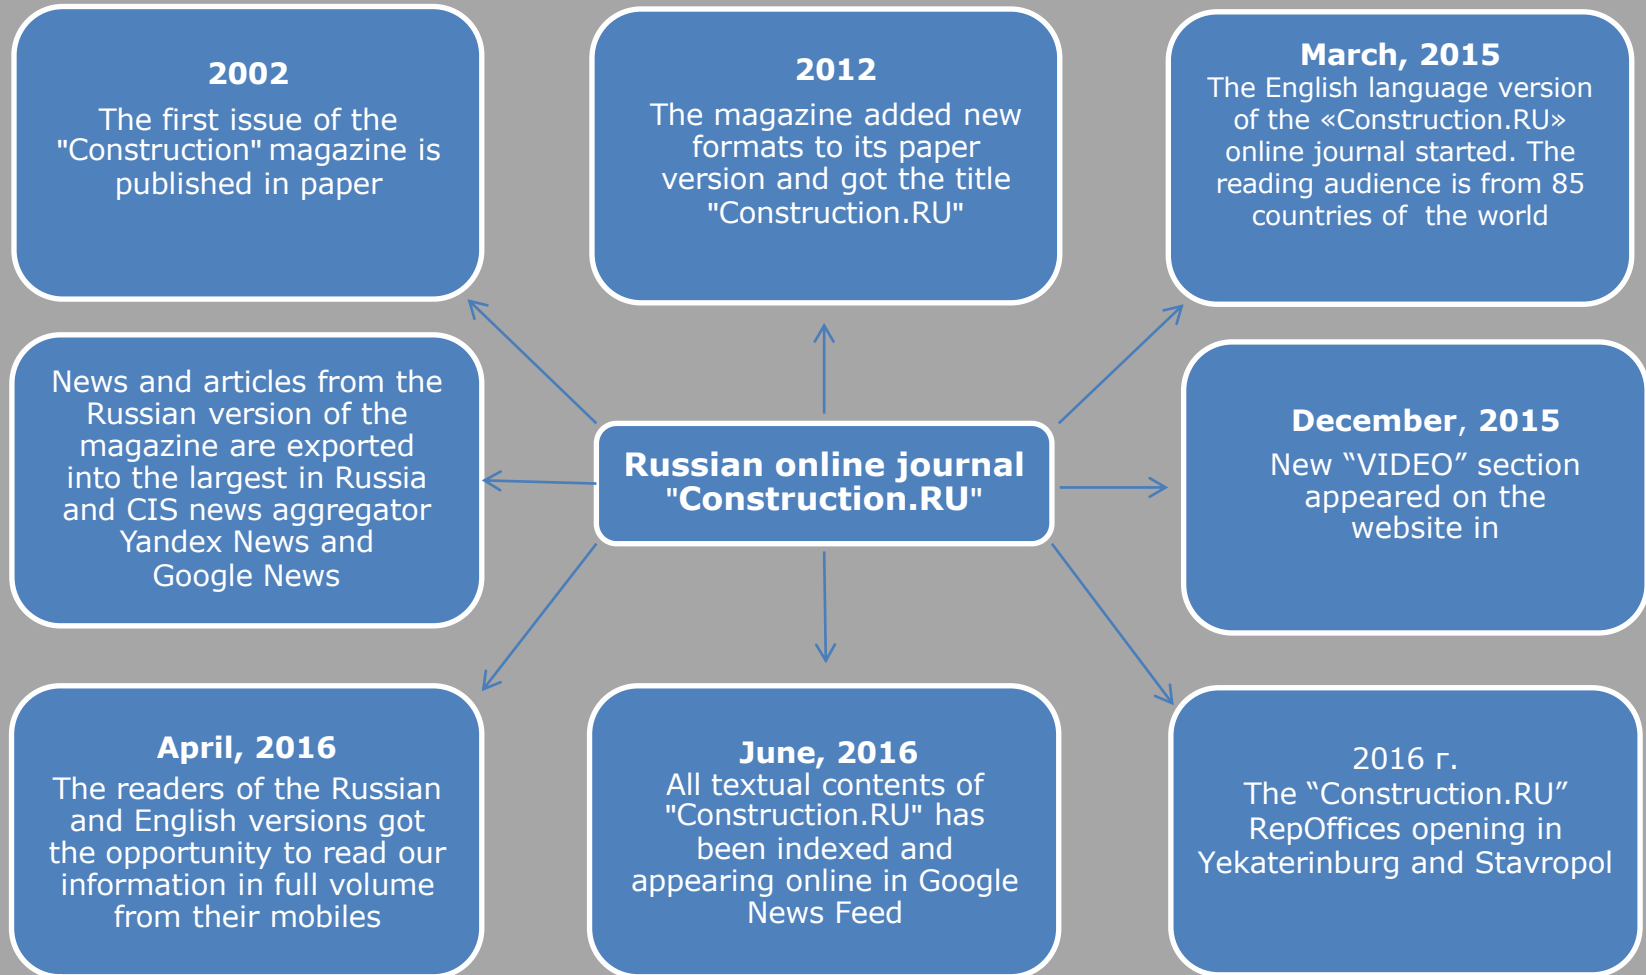 2002
The first issue of the
"Construction" magazine is
published in paper
2012
The magazine added new
formats to its paper
version and got the title
"Construction.RU"
March, 2015
The English language version
of the «Construction.RU»
online journal started. The
reading audience is from 85
countries of the world
News and articles from the
Russian version of the
magazine are exported
into the largest in Russia
and CIS news aggregator
Yandex News and
Google News
Russian online journal
"Construction.RU"
December, 2015
New “VIDEO” section
appeared on the
website in
April, 2016
The readers of the Russian
and English versions got
the opportunity to read our
information in full volume
from their mobiles
June, 2016
All textual contents of
"Construction.RU" has
been indexed and
appearing online in Google
News Feed
2016 г.
The “Construction.RU”
RepOffices opening in
Yekaterinburg and Stavropol